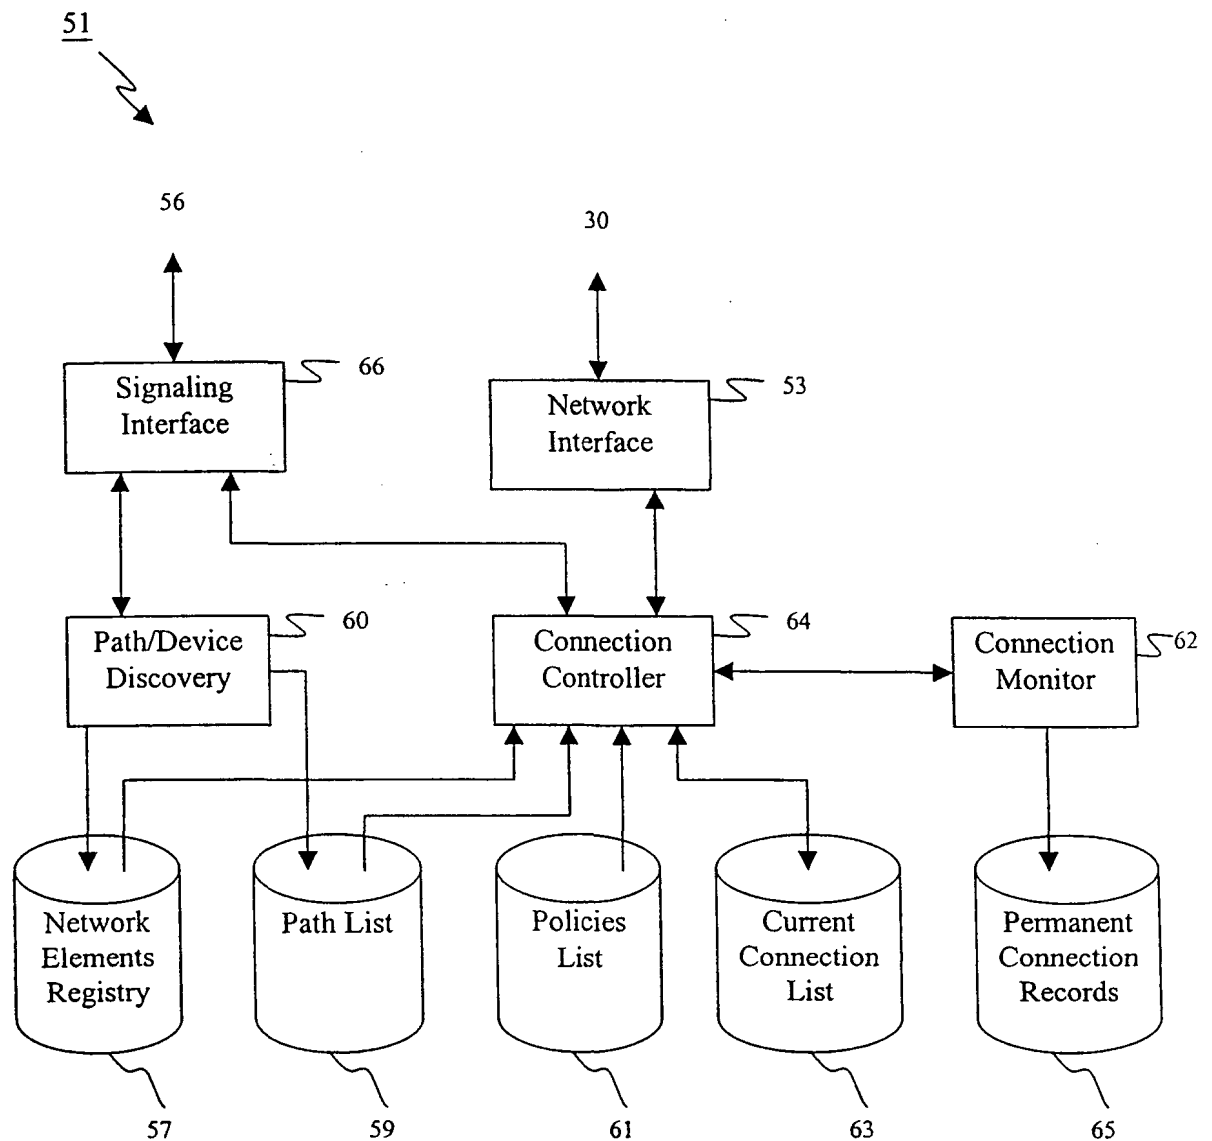 51
56
30
66
Signaling
Interface
53
Network
Interface
60
Path/Device
Discovery
64
Connection
Controller
62
Connection
Monitor
Network
Elements
Registry
Path List
Policies
List
Current
Connection
List
Permanent
Connection
Records
57
59
61
63
65